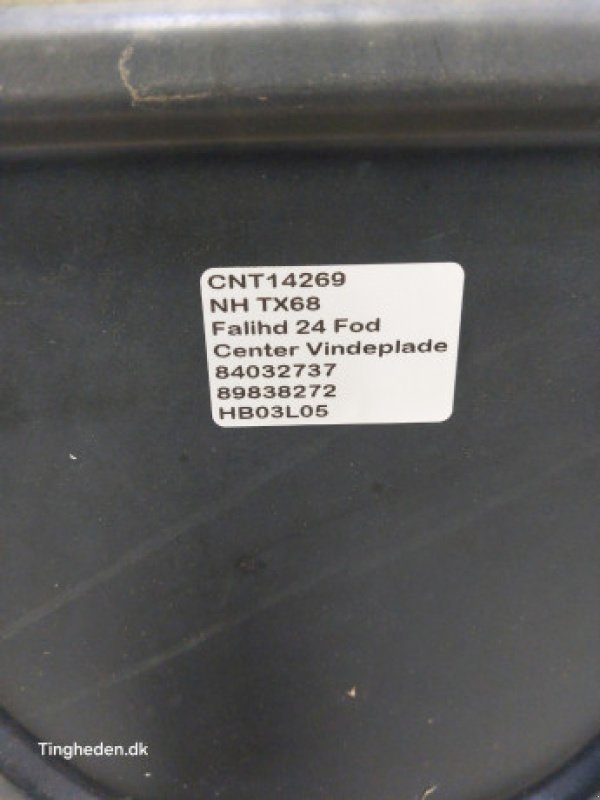 CNT14269
NH TX68
Falihd 24 Fod
Center Vindeplade
84032737
89838272
HB03L05
Tingheden.dk